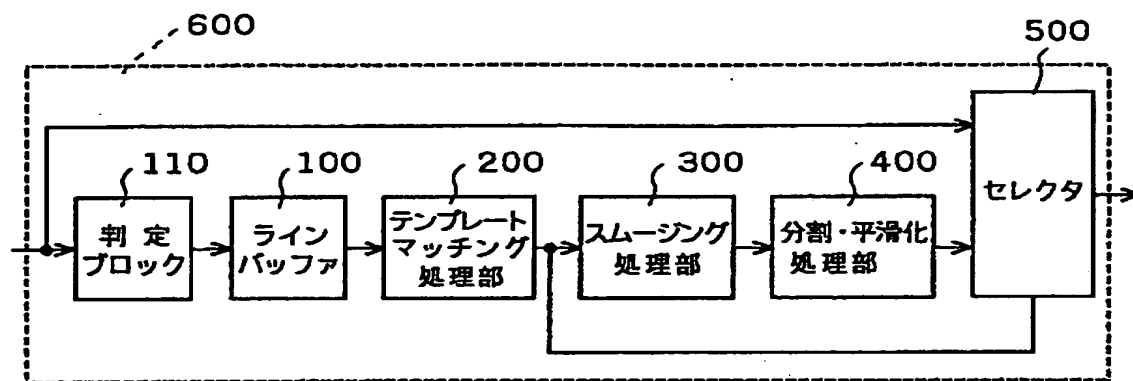 600
500
110
100
200
300
400
判定
ブロック
ライン
バッファ
テンプレート
マッチング
処理部
スムージング
処理部
分割・平滑化
処理部
セレクタ